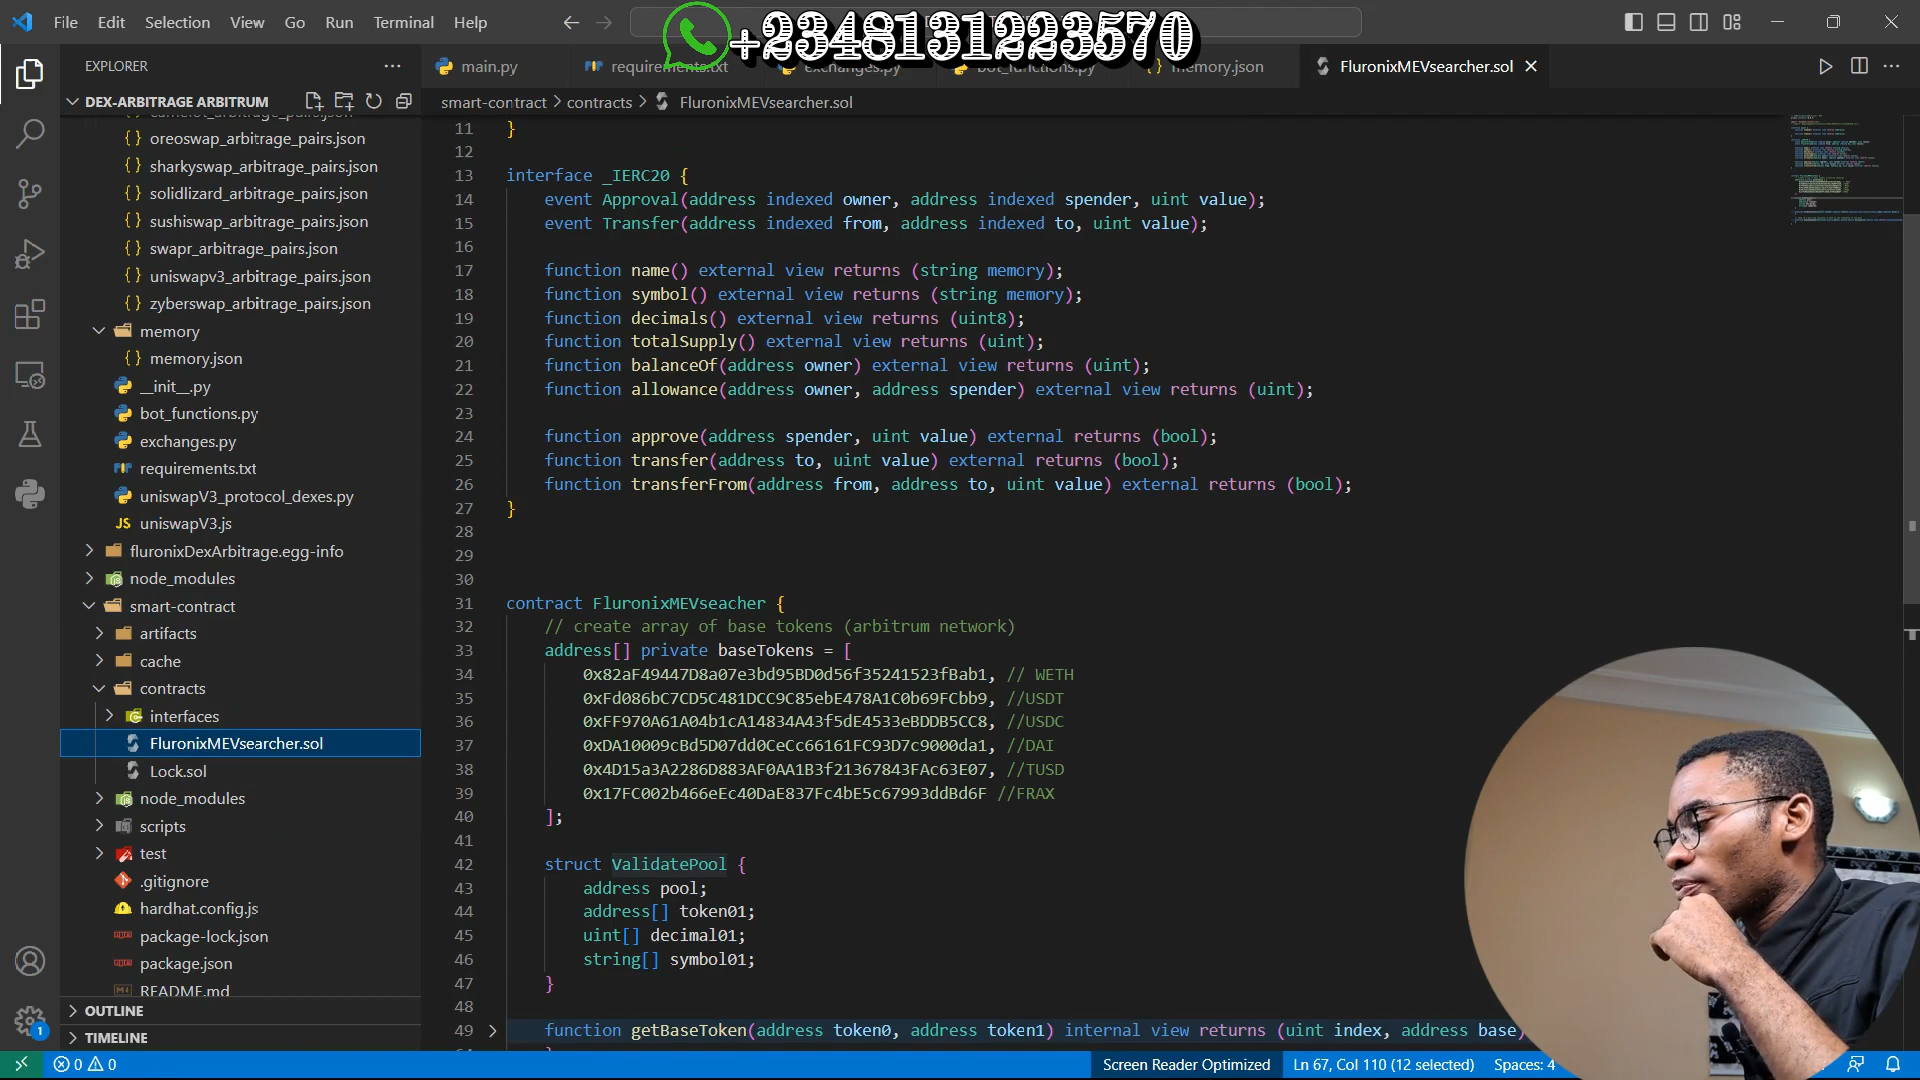 File Edit Selection View Go Run Terminal Help
+2348131223570
EXPLORER
main.py
requirements.txt
exchanges.py
bot_functions.py
memory.json
FluronixMEVsearcher.sol
DEX-ARBITRAGE ARBITRUM
smart-contract > contracts > FluronixMEVsearcher.sol
camelot_arbitrage_pairs.json
oreoswap_arbitrage_pairs.json
sharkyswap_arbitrage_pairs.json
solidlizard_arbitrage_pairs.json
sushiswap_arbitrage_pairs.json
swapr_arbitrage_pairs.json
uniswapv3_arbitrage_pairs.json
zyberswap_arbitrage_pairs.json
memory
memory.json
__init__.py
bot_functions.py
exchanges.py
requirements.txt
uniswapV3_protocol_dexes.py
JS uniswapV3.js
fluronixDexArbitrage.egg-info
node_modules
smart-contract
artifacts
cache
contracts
interfaces
FluronixMEVsearcher.sol
Lock.sol
node_modules
scripts
test
.gitignore
hardhat.config.js
package-lock.json
package.json
README.md
OUTLINE
TIMELINE
11 }
12
13 interface _IERC20 {
14 event Approval(address indexed owner, address indexed spender, uint value);
15 event Transfer(address indexed from, address indexed to, uint value);
16
17 function name() external view returns (string memory);
18 function symbol() external view returns (string memory);
19 function decimals() external view returns (uint8);
20 function totalSupply() external view returns (uint);
21 function balanceOf(address owner) external view returns (uint);
22 function allowance(address owner, address spender) external view returns (uint);
23
24 function approve(address spender, uint value) external returns (bool);
25 function transfer(address to, uint value) external returns (bool);
26 function transferFrom(address from, address to, uint value) external returns (bool);
27 }
28
29
30
31 contract FluronixMEVseacher {
32 // create array of base tokens (arbitrum network)
33 address[] private baseTokens = [
34 0x82aF49447D8a07e3bd95BD0d56f35241523fBab1, // WETH
35 0xFd086bC7CD5C481DCC9C85ebE478A1C0b69FCbb9, //USDT
36 0xFF970A61A04b1cA14834A43f5dE4533eBDDB5CC8, //USDC
37 0xDA10009cBd5D07dd0CeCc66161FC93D7c9000da1, //DAI
38 0x4D15a3A2286D883AF0AA1B3f21367843FAc63E07, //TUSD
39 0x17FC002b466eEc40DaE837Fc4bE5c67993ddBd6F //FRAX
40 ];
41
42 struct ValidatePool {
43 address pool;
44 address[] token01;
45 uint[] decimal01;
46 string[] symbol01;
47 }
48
49 function getBaseToken(address token0, address token1) internal view returns (uint index, address base)
1
0 0
Screen Reader Optimized
Ln 67, Col 110 (12 selected)
Spaces: 4